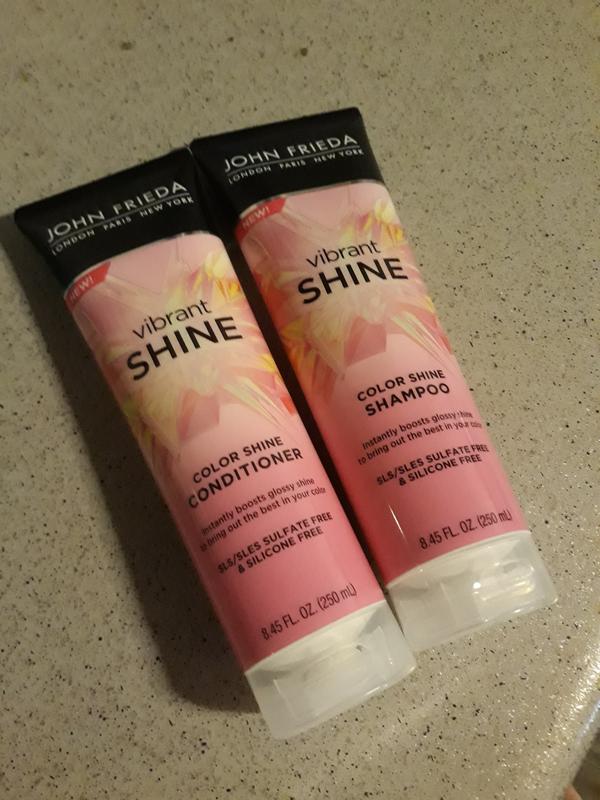 JOHN FRIEDA
LONDON PARIS NEW YORK
NEW!
vibrant
SHINE
COLOR SHINE
CONDITIONER
Instantly boosts glossy shine
to bring out the best in your color
SLS/SLES SULFATE FREE
& SILICONE FREE
8.45 FL. OZ. (250 mL)
JOHN FRIEDA
LONDON PARIS NEW YORK
NEW!
vibrant
SHINE
COLOR SHINE
SHAMPOO
Instantly boosts glossy shine
to bring out the best in your color
SLS/SLES SULFATE FREE
& SILICONE FREE
8.45 FL. OZ. (250 mL)